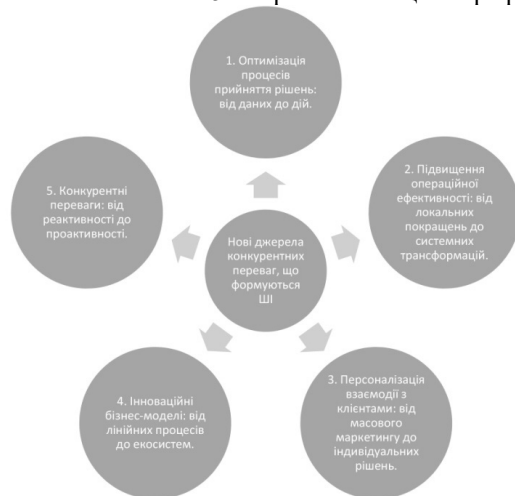 1. Оптимізація
процесів
прийняття рішень:
від даних до дій.
2. Підвищення
операційної
ефективності: від
локальних
покращень до
системних
трансформацій.
3. Персоналізація
взаємодії з
клієнтами: від
масового
маркетингу до
індивідуальних
рішень.
4. Інноваційні
бізнес-моделі: від
лінійних процесів
до екосистем.
5. Конкурентні
переваги: від
реактивності до
проактивності.
Нові джерела
конкурентних
переваг, що
формуються
ШІ